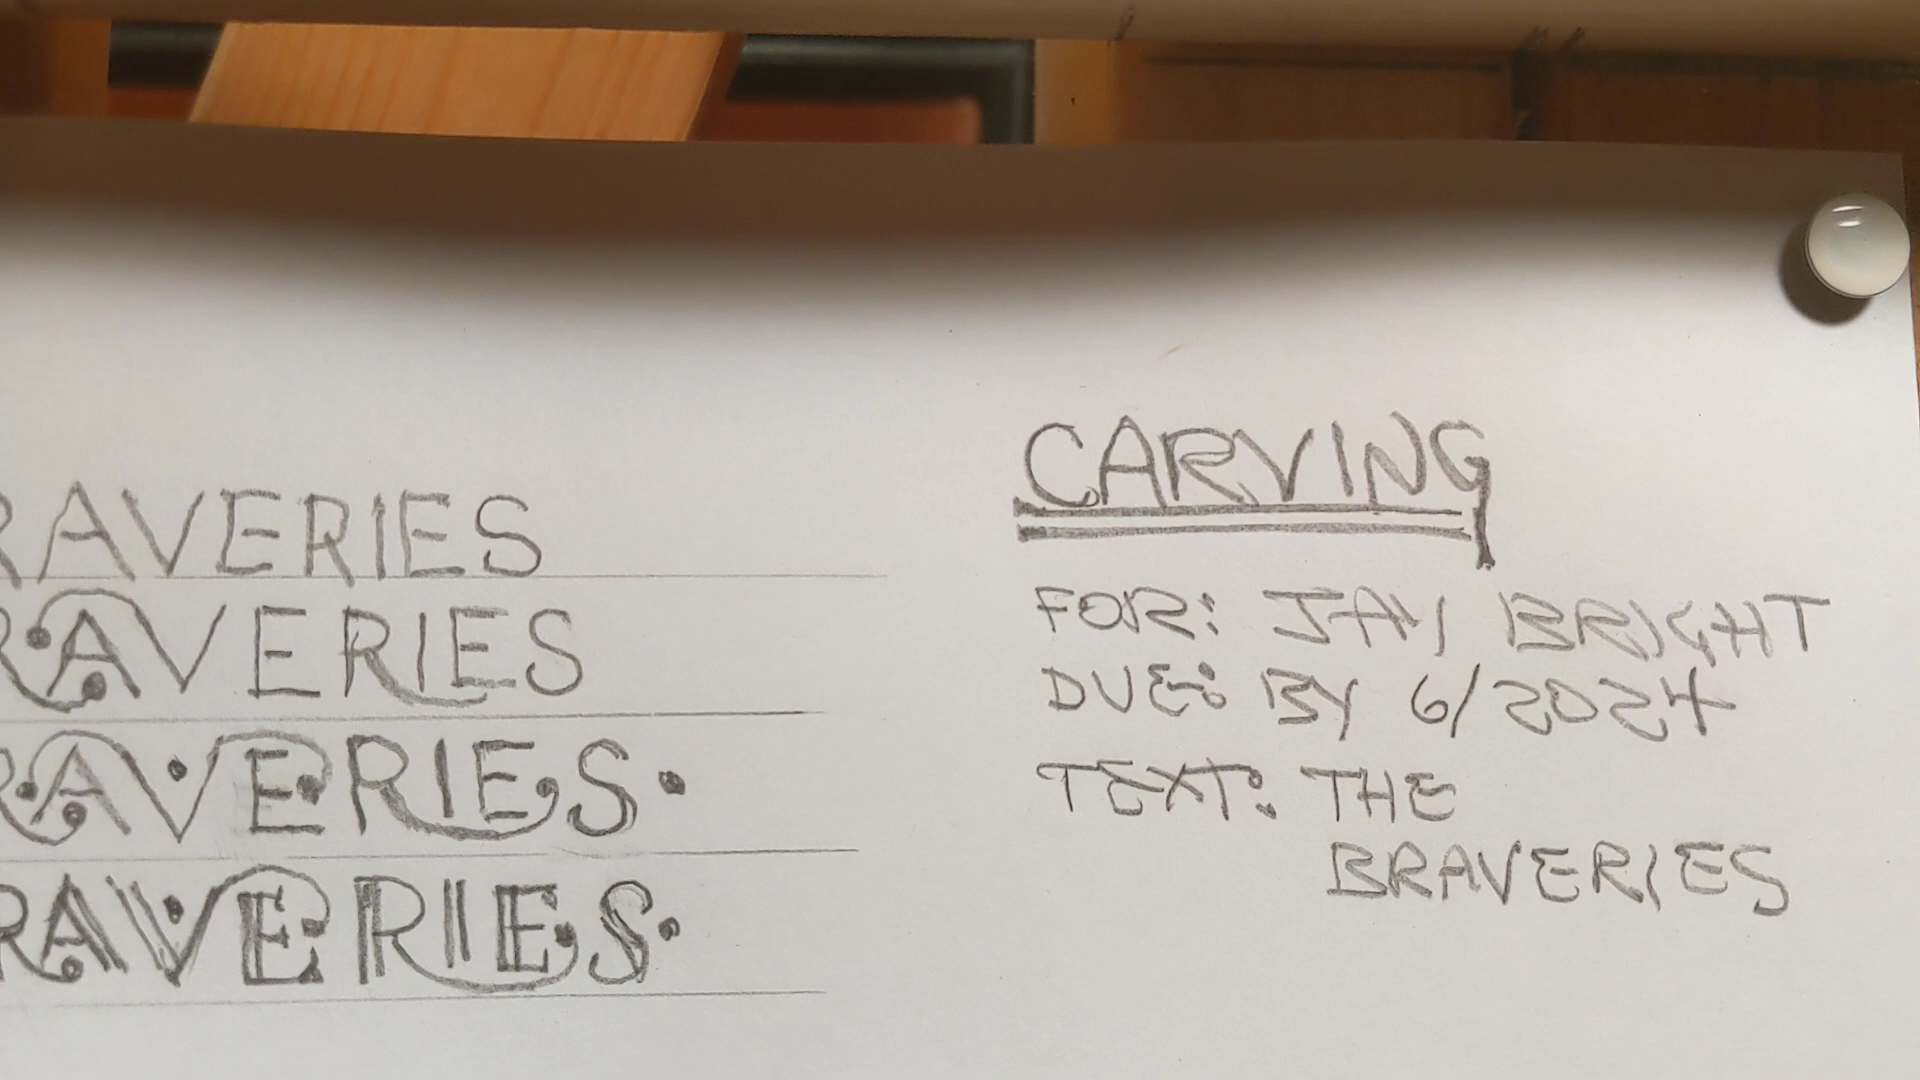 RAVERIES
RAVERIES
RAVERIES·
RAVERIES·
CARVING
FOR: JAY BRIGHT
DUE: BY 6/2024
TEXT: THE
BRAVERIES